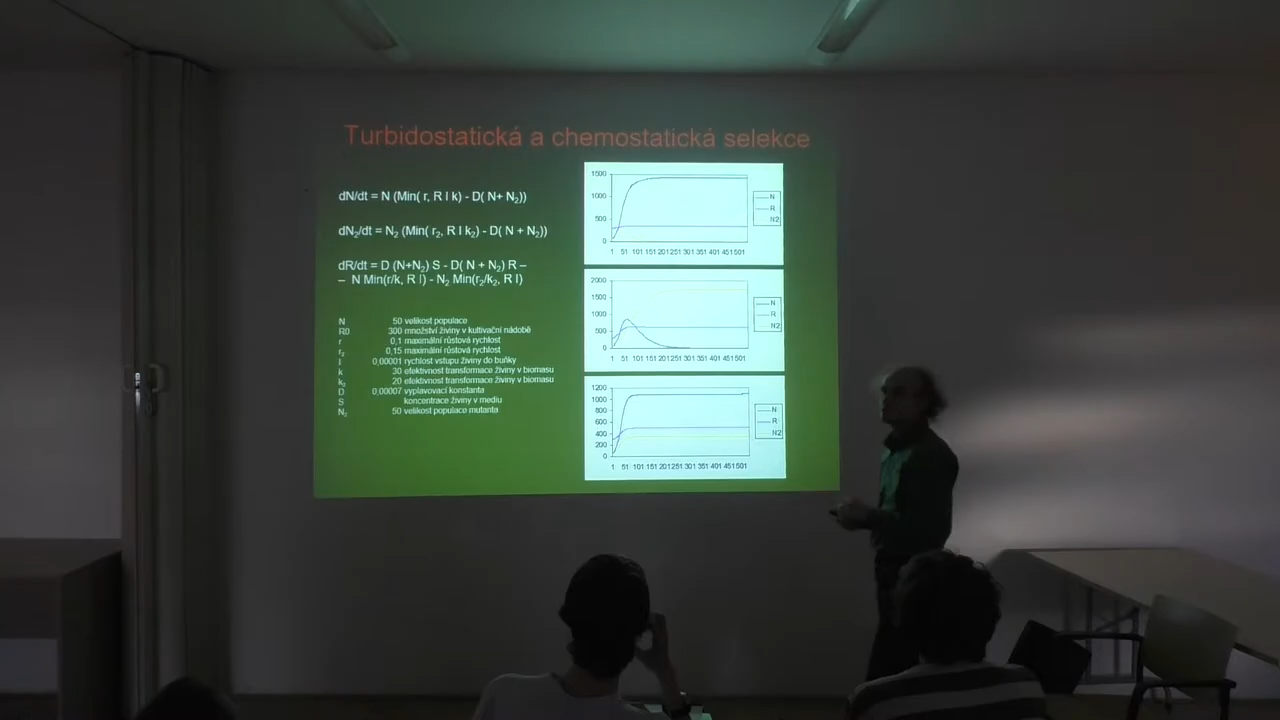 Turbidostatická a chemostatická selekce
dN/dt = N (Min( r, R l k) - D( N+ N₂))
dN₂/dt = N₂ (Min( r₂, R l k₂) - D( N + N₂))
dR/dt = D (N+N₂) S - D( N + N₂) R –
– N Min(r/k, R l) - N₂ Min(r₂/k₂, R l)
N 50 velikost populace
R0 300 množství živiny v kultivační nádobě
r 0,1 maximální růstová rychlost
r₂ 0,15 maximální růstová rychlost
l 0,00001 rychlost vstupu živiny do buňky
k 30 efektivnost transformace živiny v biomasu
k₂ 20 efektivnost transformace živiny v biomasu
D 0,00007 vyplavovací konstanta
S koncentrace živiny v mediu
N₂ 50 velikost populace mutanta
1500
1000
500
0
1 51 101 151 201 251 301 351 401 451 501
N
R
N2
2000
1500
1000
500
0
1 51 101 151 201 251 301 351 401 451 501
N
R
N2
1200
1000
800
600
400
200
0
1 51 101 151 201 251 301 351 401 451 501
N
R
N2